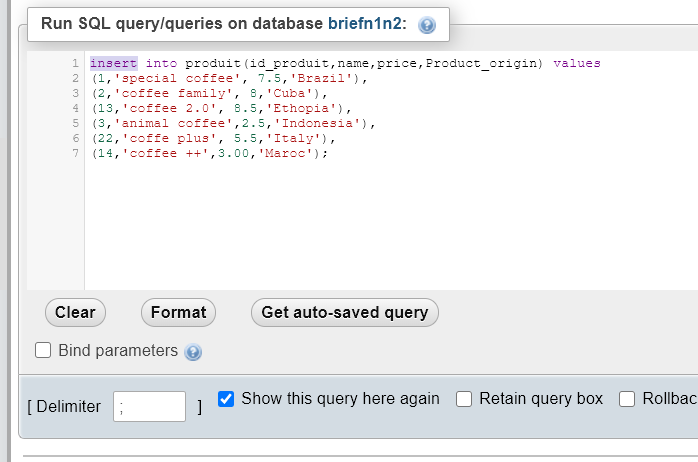 Run SQL query/queries on database briefn1n2:
1 insert into produit(id_produit,name,price,Product_origin) values
2 (1,'special coffee', 7.5,'Brazil'),
3 (2,'coffee family', 8,'Cuba'),
4 (13,'coffee 2.0', 8.5,'Ethopia'),
5 (3,'animal coffee',2.5,'Indonesia'),
6 (22,'coffe plus', 5.5,'Italy'),
7 (14,'coffee ++',3.00,'Maroc');
Clear Format Get auto-saved query
Bind parameters
[ Delimiter ; ] Show this query here again Retain query box Rollbac